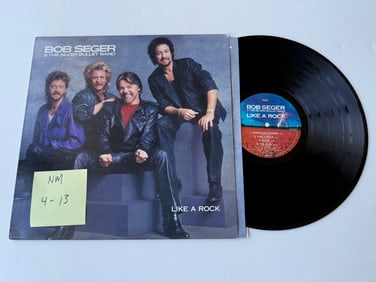 BOB SEGER
& THE SILVER BULLET BAND
NM
4-13
LIKE A ROCK
BOB SEGER
& THE SILVER BULLET BAND
LIKE A ROCK